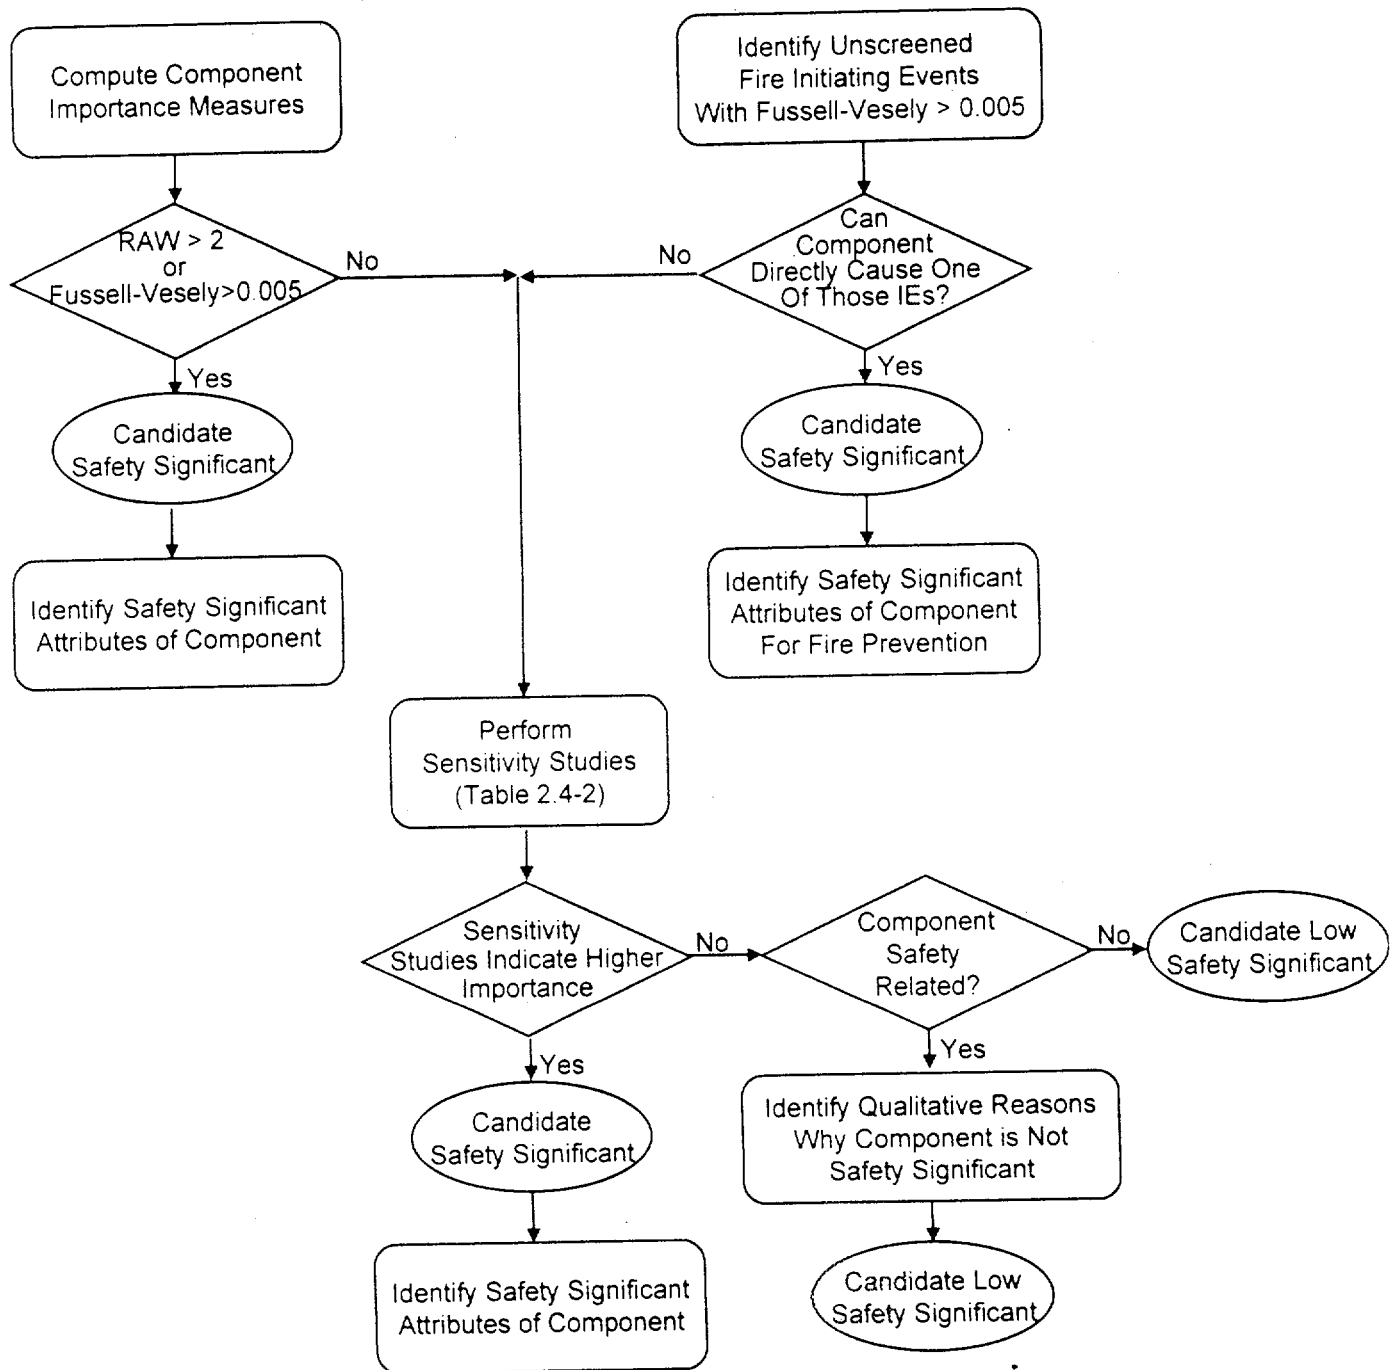 Compute Component
Importance Measures
Identify Unscreened
Fire Initiating Events
With Fussell-Vesely > 0.005
RAW > 2
or
Fussell-Vesely>0.005
No
No
Can
Component
Directly Cause One
Of Those IEs?
Yes
Yes
Candidate
Safety Significant
Candidate
Safety Significant
Identify Safety Significant
Attributes of Component
Identify Safety Significant
Attributes of Component
For Fire Prevention
Perform
Sensitivity Studies
(Table 2.4-2)
Sensitivity
Studies Indicate Higher
Importance
No
Component
Safety
Related?
No
Candidate Low
Safety Significant
Yes
Yes
Candidate
Safety Significant
Identify Qualitative Reasons
Why Component is Not
Safety Significant
Identify Safety Significant
Attributes of Component
Candidate Low
Safety Significant